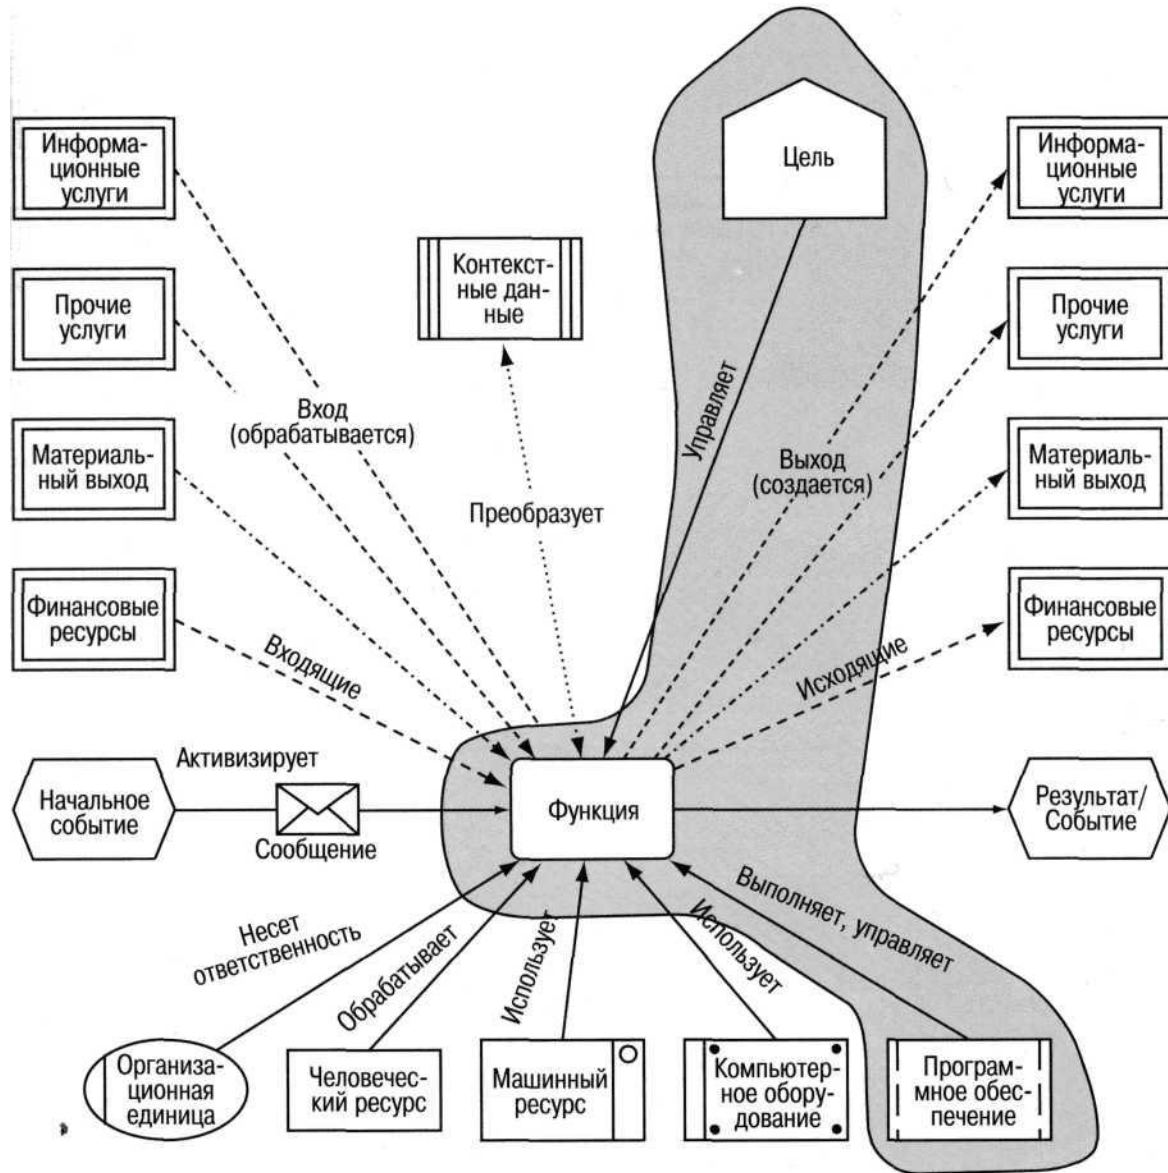 Информа-
ционные
услуги
Прочие
услуги
Материаль-
ный выход
Финансовые
ресурсы
Вход
(обрабатывается)
Входящие
Контекст-
ные дан-
ные
Преобразует
Цель
Управляет
Выход
(создается)
Исходящие
Информа-
ционные
услуги
Прочие
услуги
Материаль-
ный выход
Финансовые
ресурсы
Активизирует
Начальное
событие
Сообщение
Функция
Результат/
Событие
Несет
ответственность
Обрабатывает
Использует
Использует
Выполняет, управляет
Организа-
ционная
единица
Человечес-
кий ресурс
Машинный
ресурс
Компьютер-
ное обору-
дование
Програм-
мное обес-
печение